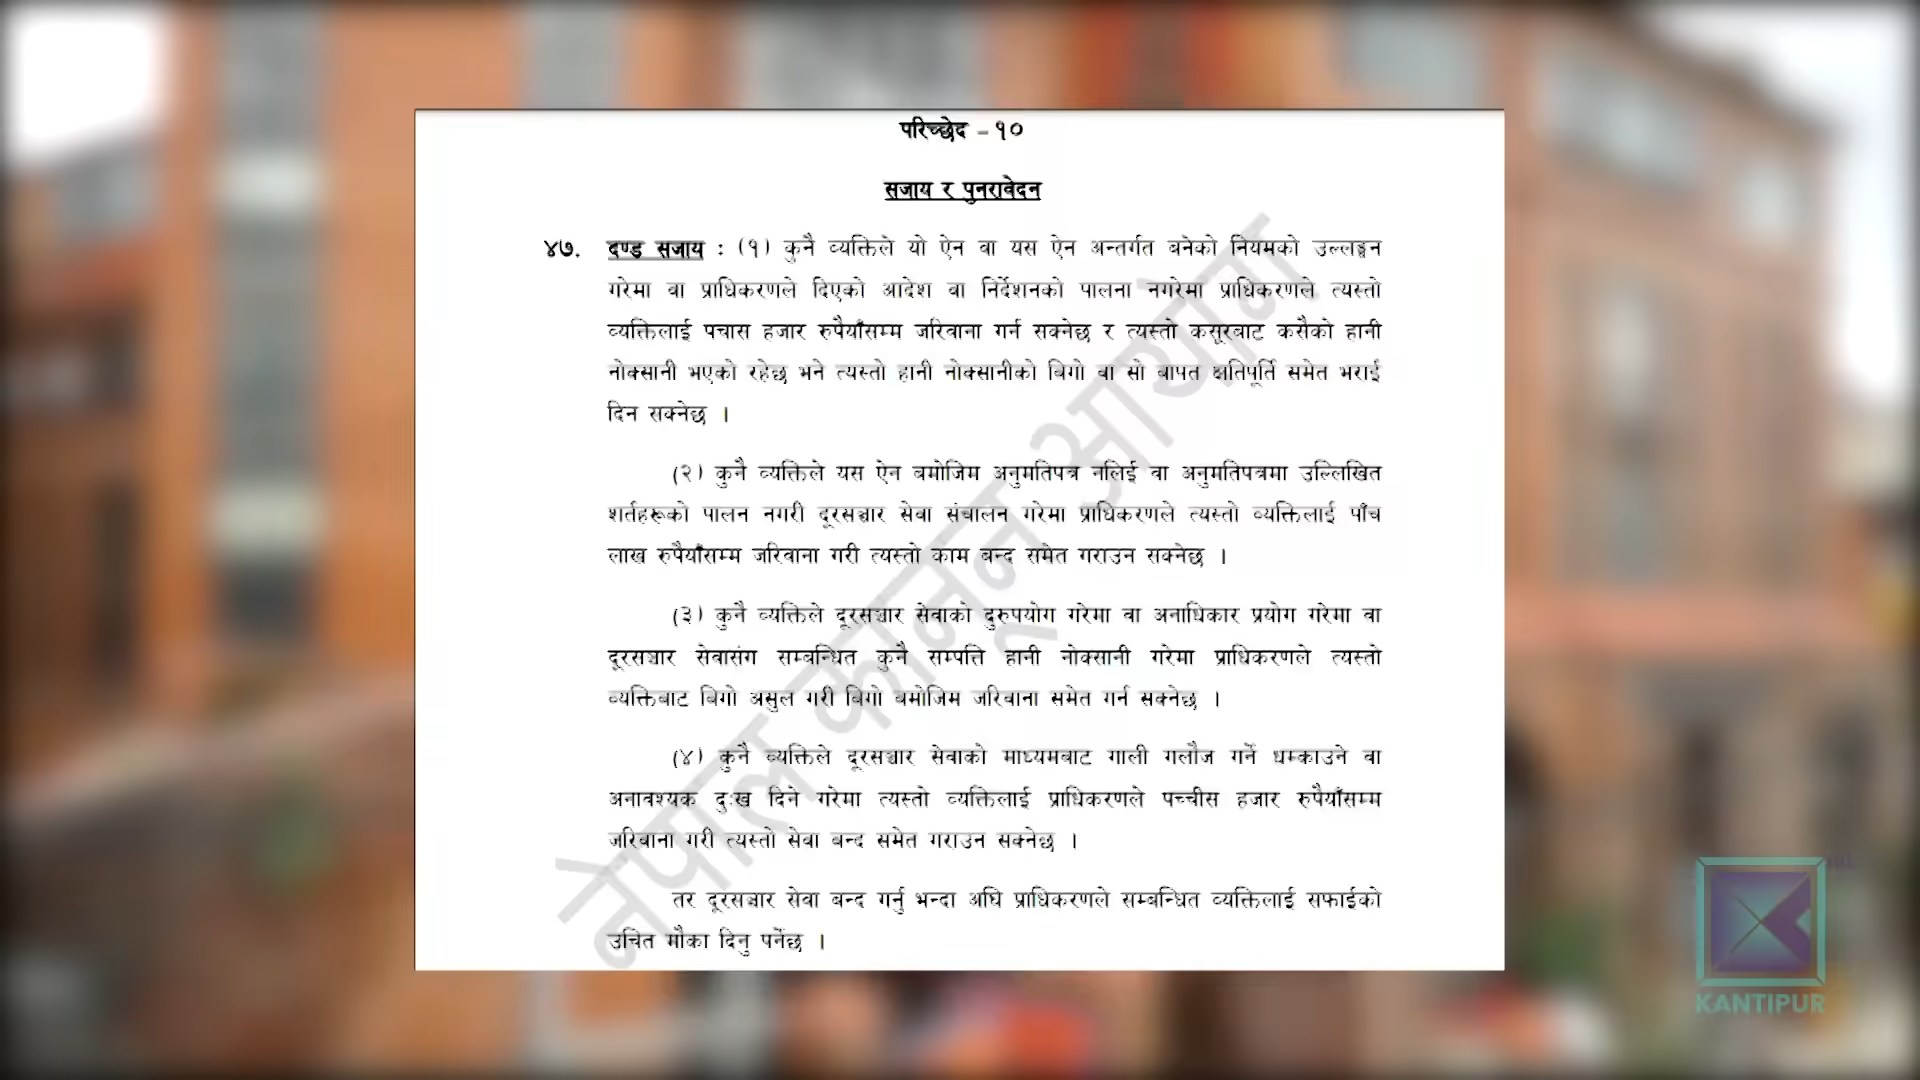 परिच्छेद – १०
सजाय र पुनरावेदन
४७. दण्ड सजाय : (१) कुनै व्यक्तिले यो ऐन वा यस ऐन अन्तर्गत बनेको नियमको उल्लङ्घन
गरेमा वा प्राधिकरणले दिएको आदेश वा निर्देशनको पालना नगरेमा प्राधिकरणले त्यस्तो
व्यक्तिलाई पचास हजार रुपैयाँसम्म जरिवाना गर्न सक्नेछ र त्यस्तो कसूरबाट कसैको हानी
नोक्सानी भएको रहेछ भने त्यस्तो हानी नोक्सानीको बिगो वा सो बापत क्षतिपूर्ति समेत भराई
दिन सक्नेछ ।
(२) कुनै व्यक्तिले यस ऐन बमोजिम अनुमतिपत्र नलिई वा अनुमतिपत्रमा उल्लिखित
शर्तहरूको पालन नगरी दूरसञ्चार सेवा संचालन गरेमा प्राधिकरणले त्यस्तो व्यक्तिलाई पाँच
लाख रुपैयाँसम्म जरिवाना गरी त्यस्तो काम बन्द समेत गराउन सक्नेछ ।
(३) कुनै व्यक्तिले दूरसञ्चार सेवाको दुरुपयोग गरेमा वा अनाधिकार प्रयोग गरेमा वा
दूरसञ्चार सेवासंग सम्बन्धित कुनै सम्पत्ति हानी नोक्सानी गरेमा प्राधिकरणले त्यस्तो
व्यक्तिबाट बिगो असुल गरी बिगो बमोजिम जरिवाना समेत गर्न सक्नेछ ।
(४) कुनै व्यक्तिले दूरसञ्चार सेवाको माध्यमबाट गाली गलौज गर्ने धम्काउने वा
अनावश्यक दुःख दिने गरेमा त्यस्तो व्यक्तिलाई प्राधिकरणले पच्चीस हजार रुपैयाँसम्म
जरिवाना गरी त्यस्तो सेवा बन्द समेत गराउन सक्नेछ ।
तर दूरसञ्चार सेवा बन्द गर्नु भन्दा अघि प्राधिकरणले सम्बन्धित व्यक्तिलाई सफाईको
उचित मौका दिनु पर्नेछ ।
नेपाल कानून आयोग
KANTIPUR